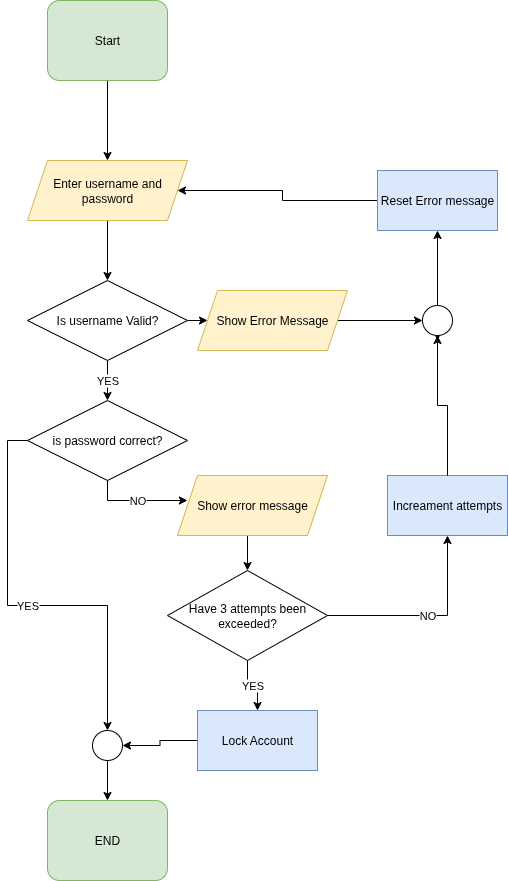 Start
Enter username and
password
Reset Error message
Is username Valid?
Show Error Message
YES
is password correct?
NO
Show error message
Increament attempts
YES
Have 3 attempts been
exceeded?
NO
YES
Lock Account
END